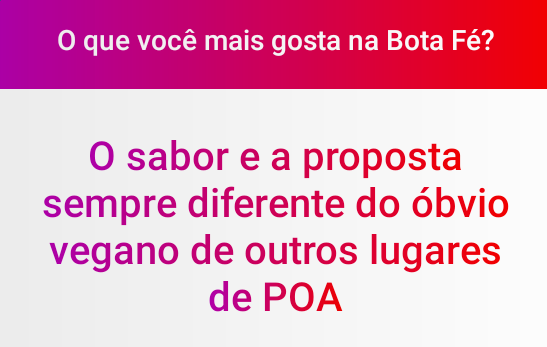 O que você mais gosta na Bota Fé?
O sabor e a proposta
sempre diferente do óbvio
vegano de outros lugares
de POA